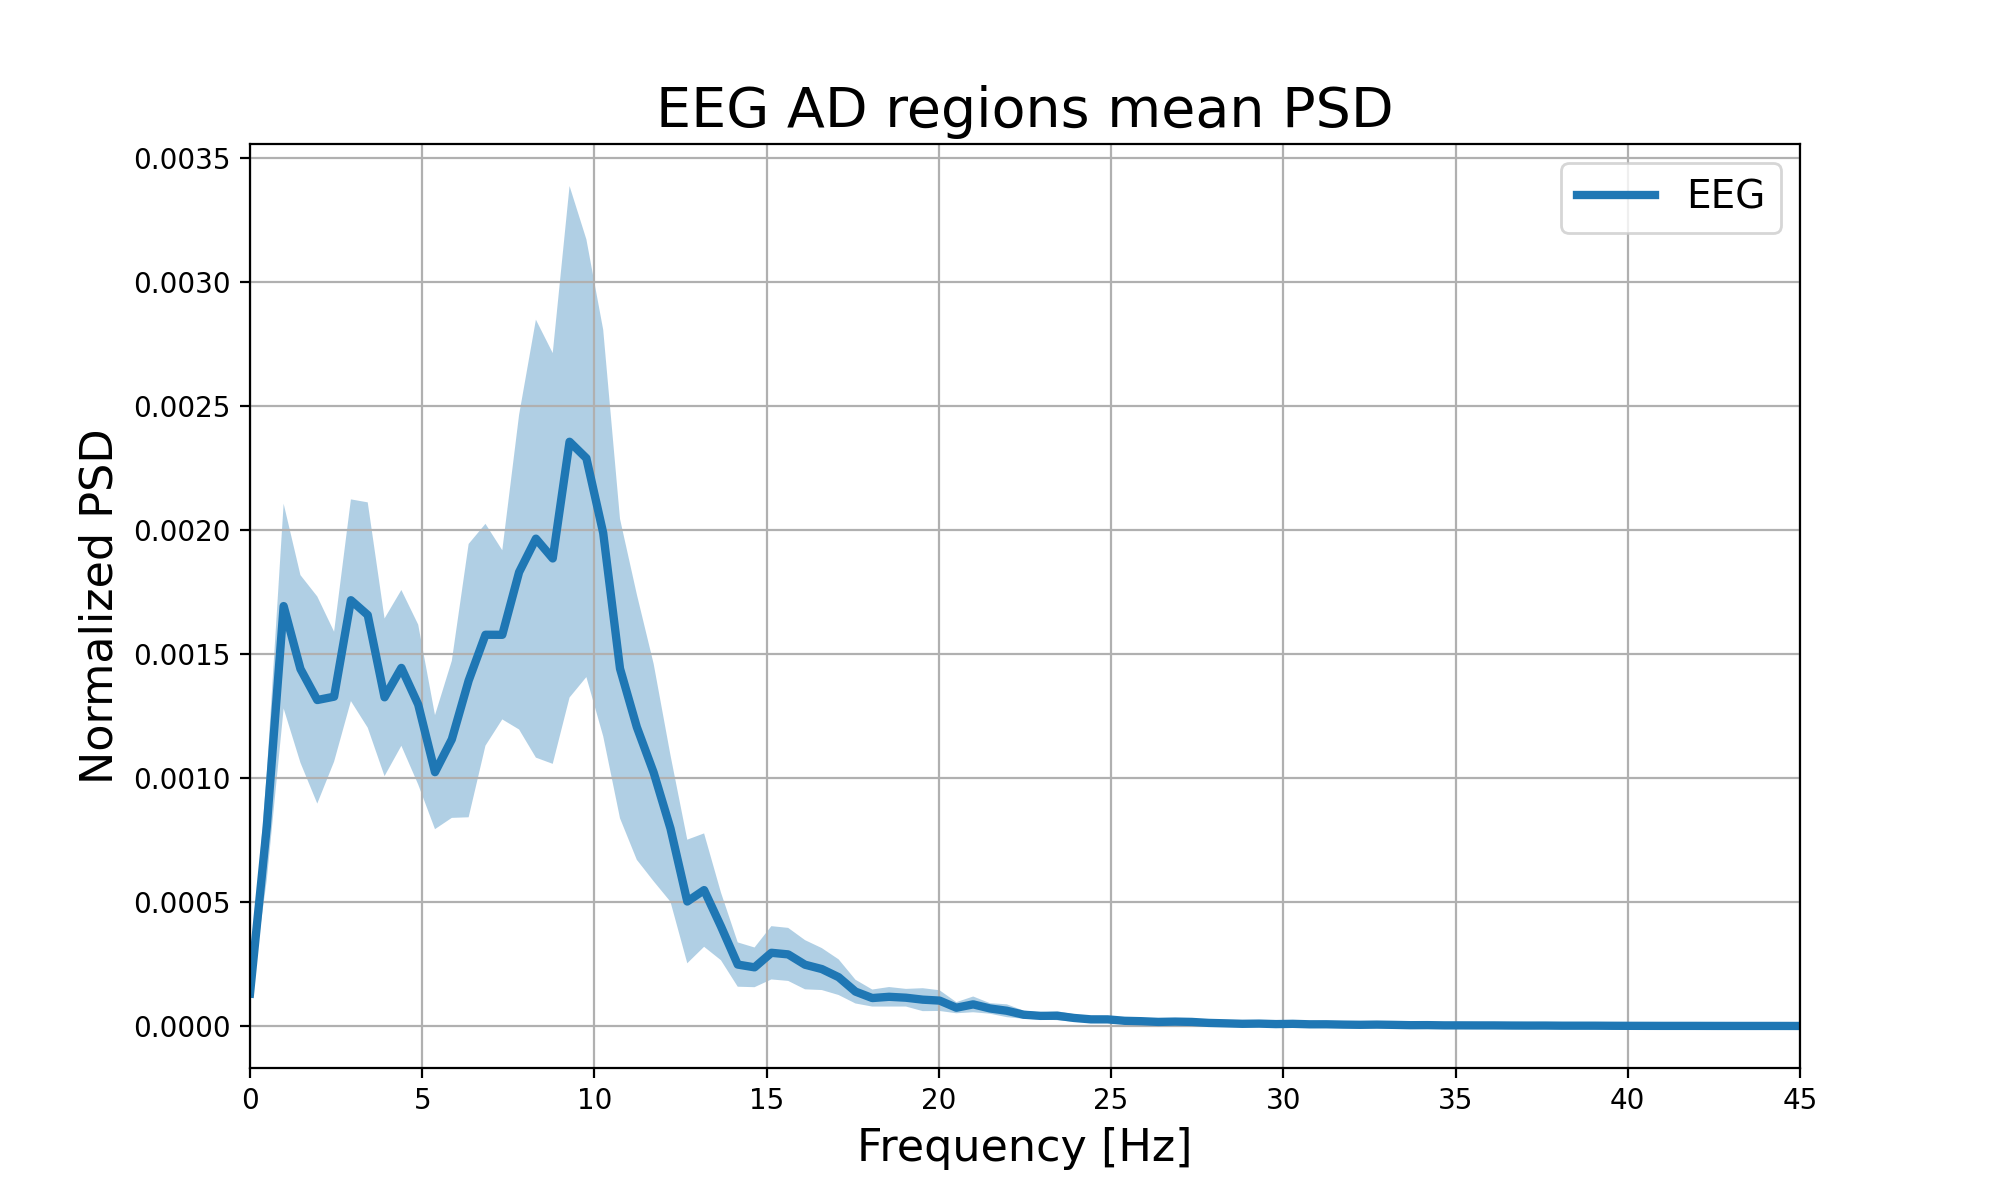 EEG AD regions mean PSD
EEG
Normalized PSD
0.0035
0.0030
0.0025
0.0020
0.0015
0.0010
0.0005
0.0000
0 5 10 15 20 25 30 35 40 45
Frequency [Hz]